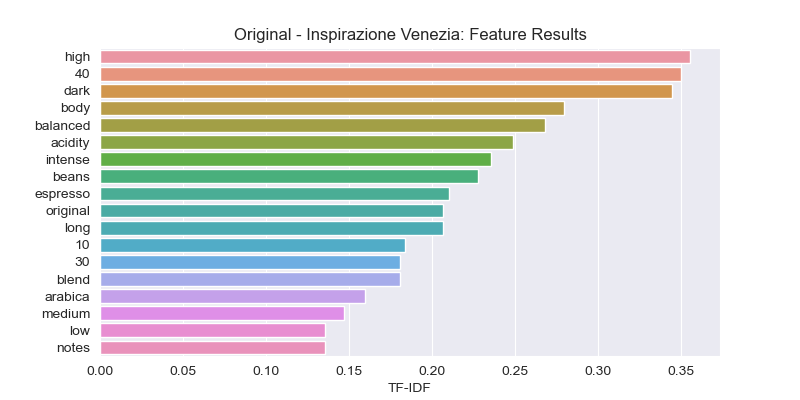 Original - Inspirazione Venezia: Feature Results
high
40
dark
body
balanced
acidity
intense
beans
espresso
original
long
10
30
blend
arabica
medium
low
notes
0.00 0.05 0.10 0.15 0.20 0.25 0.30 0.35
TF-IDF